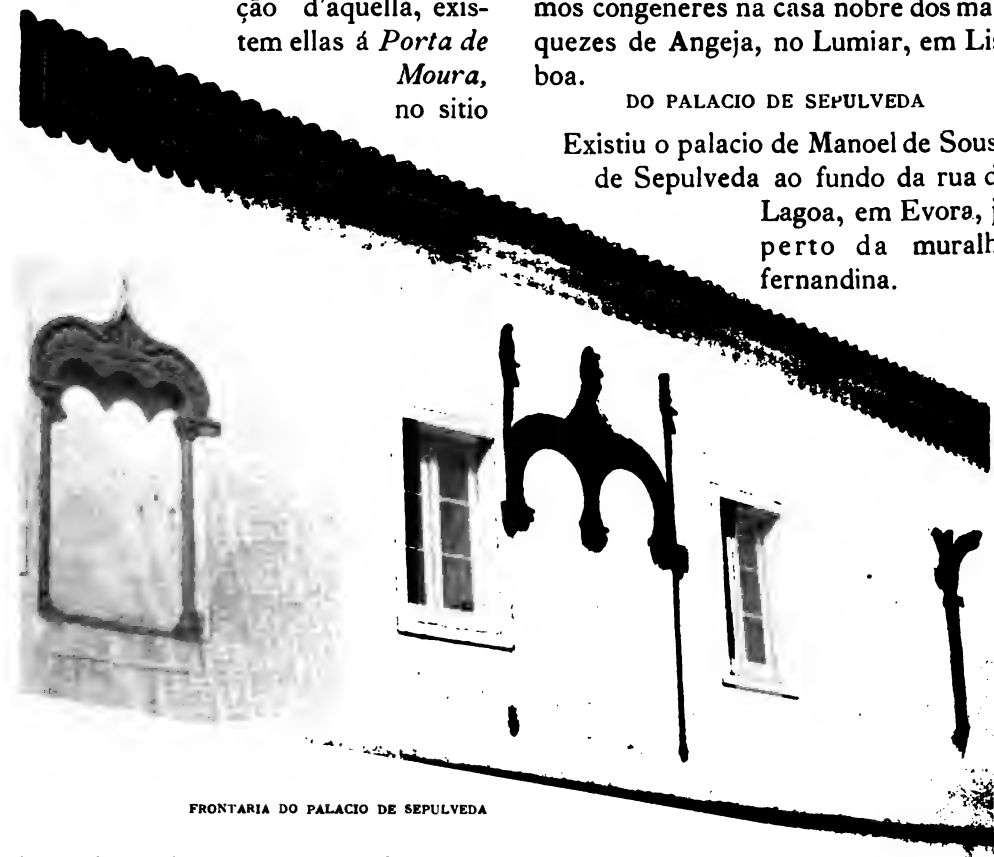 ção d'aquella, exis-
tem ellas á Porta de
Moura,
no sitio
mos congeneres na casa nobre dos mar
quezes de Angeja, no Lumiar, em Lis
boa.
DO PALACIO DE SEPULVEDA
Existiu o palacio de Manoel de Sous
de Sepulveda ao fundo da rua d
Lagoa, em Evora, j
perto da muralh
fernandina.
FRONTARIA DO PALACIO DE SEPULVEDA